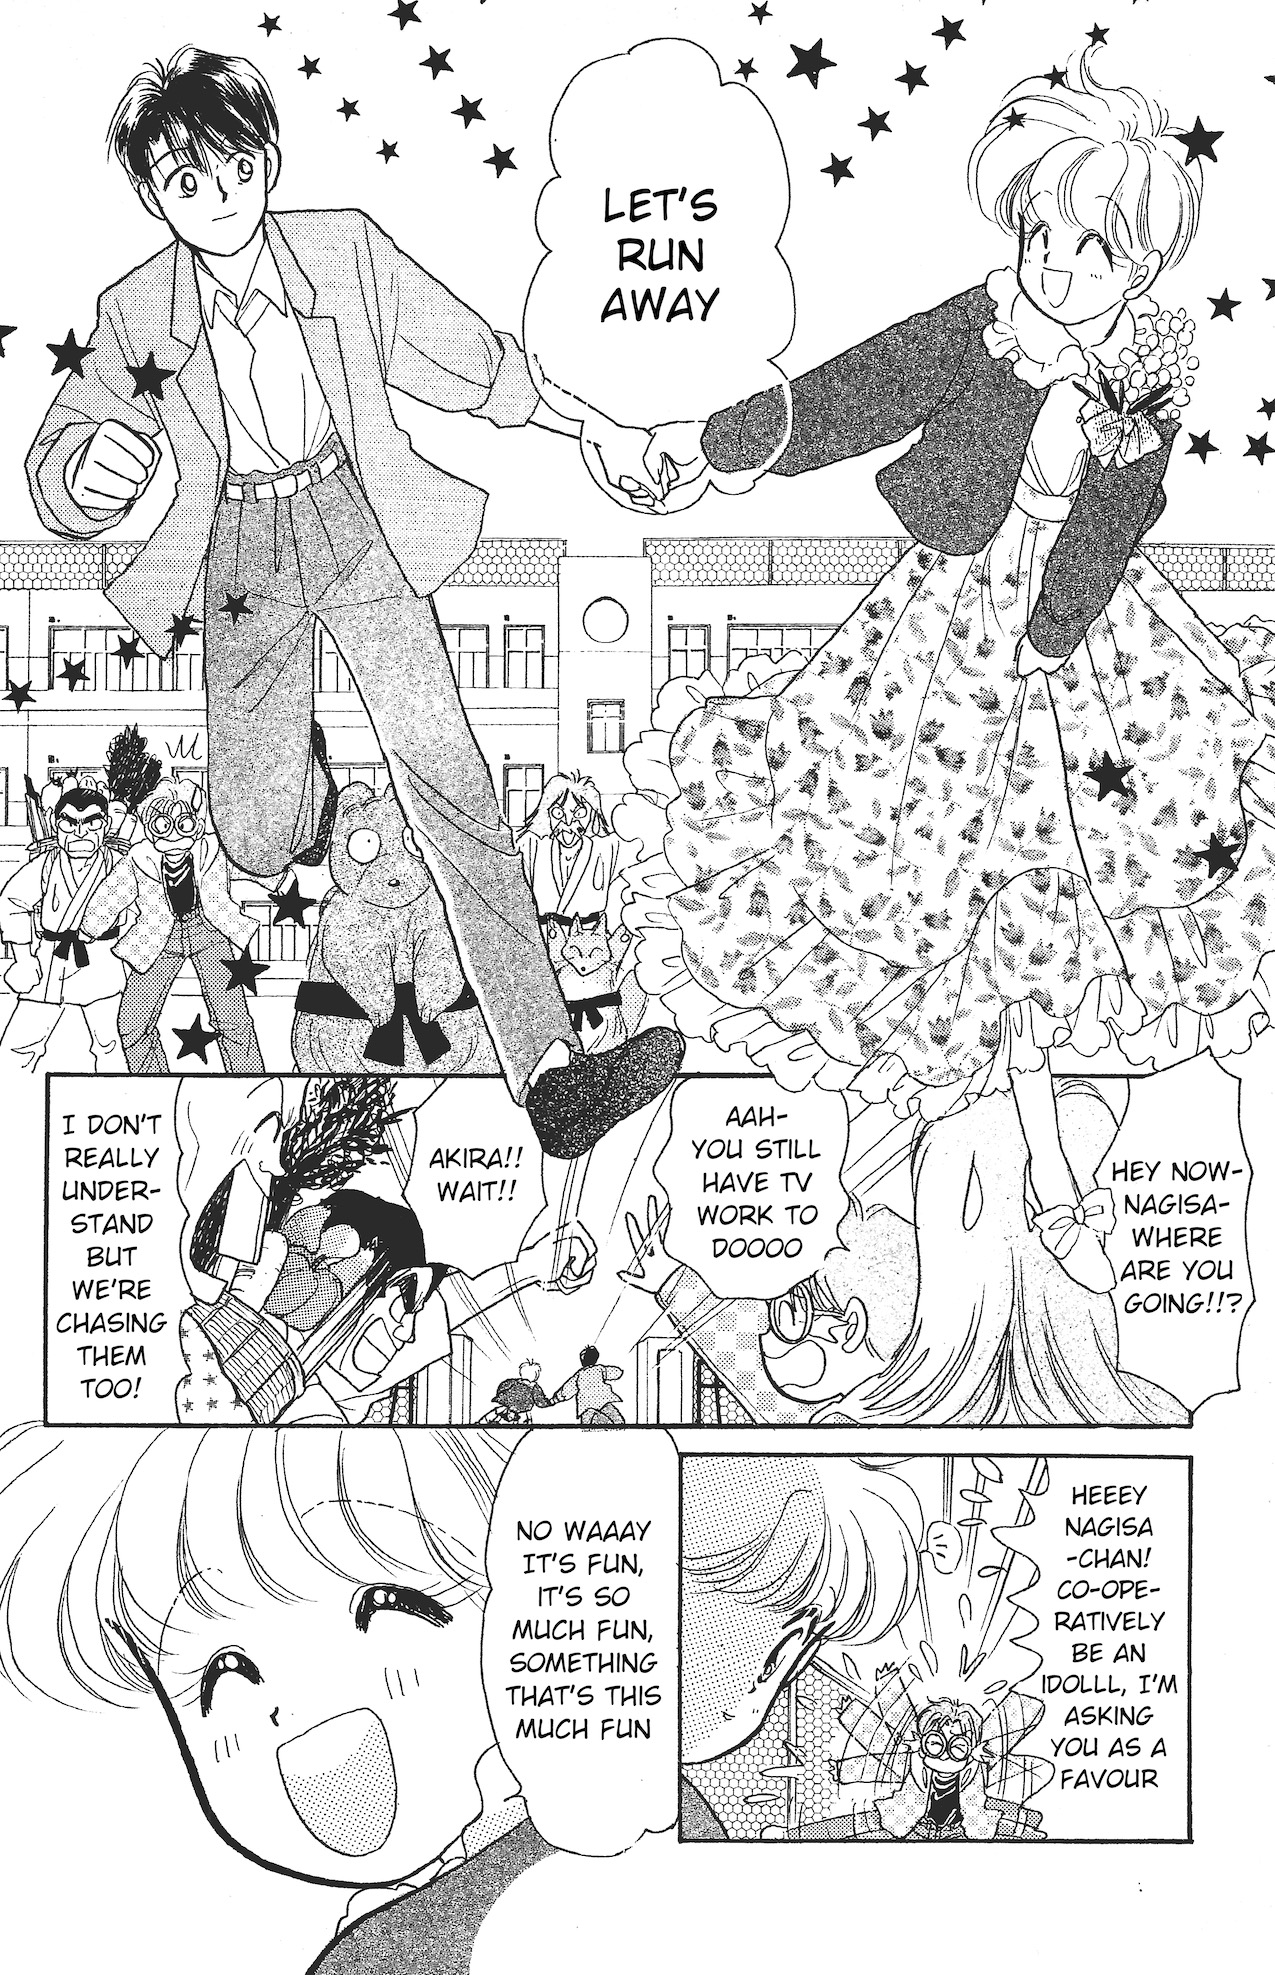 LET'S
RUN
AWAY
HEY NOW-
NAGISA-
WHERE
ARE YOU
GOING!!?
AAH-
YOU STILL
HAVE TV
WORK TO
DOOOO
AKIRA!!
WAIT!!
I DON'T
REALLY
UNDER-
STAND
BUT
WE'RE
CHASING
THEM
TOO!
HEEEY
NAGISA
-CHAN!
CO-OPE-
RATIVELY
BE AN
IDOLLL, I'M
ASKING
YOU AS A
FAVOUR
NO WAAAY
IT'S FUN,
IT'S SO
MUCH FUN,
SOMETHING
THAT'S THIS
MUCH FUN